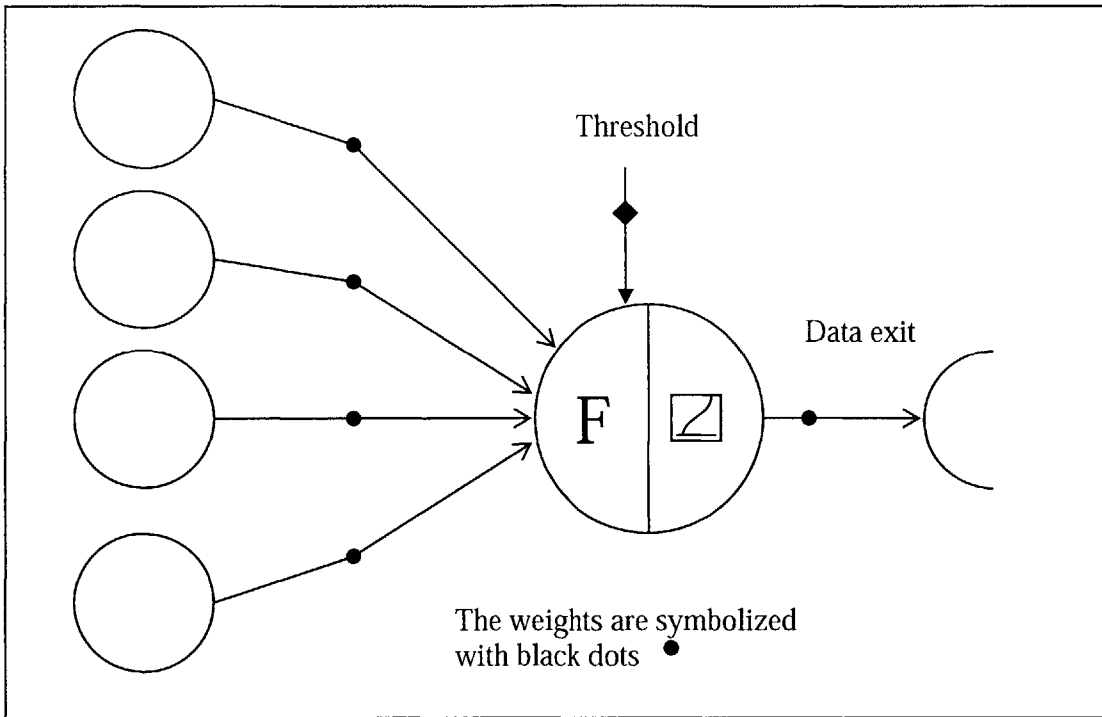 Threshold
Data exit
F
The weights are symbolized
with black dots